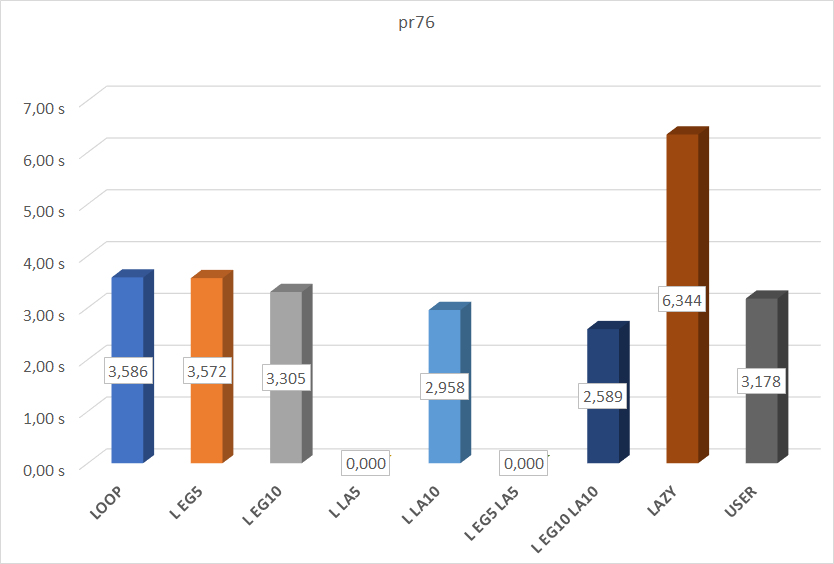 pr76
7,00 s
6,00 s
5,00 s
4,00 s
3,00 s
2,00 s
1,00 s
0,00 s
3,586
3,572
3,305
0,000
2,958
0,000
2,589
6,344
3,178
LOOP
L EG5
L EG10
L LA5
L LA10
L EG5 LA5
L EG10 LA10
LAZY
USER